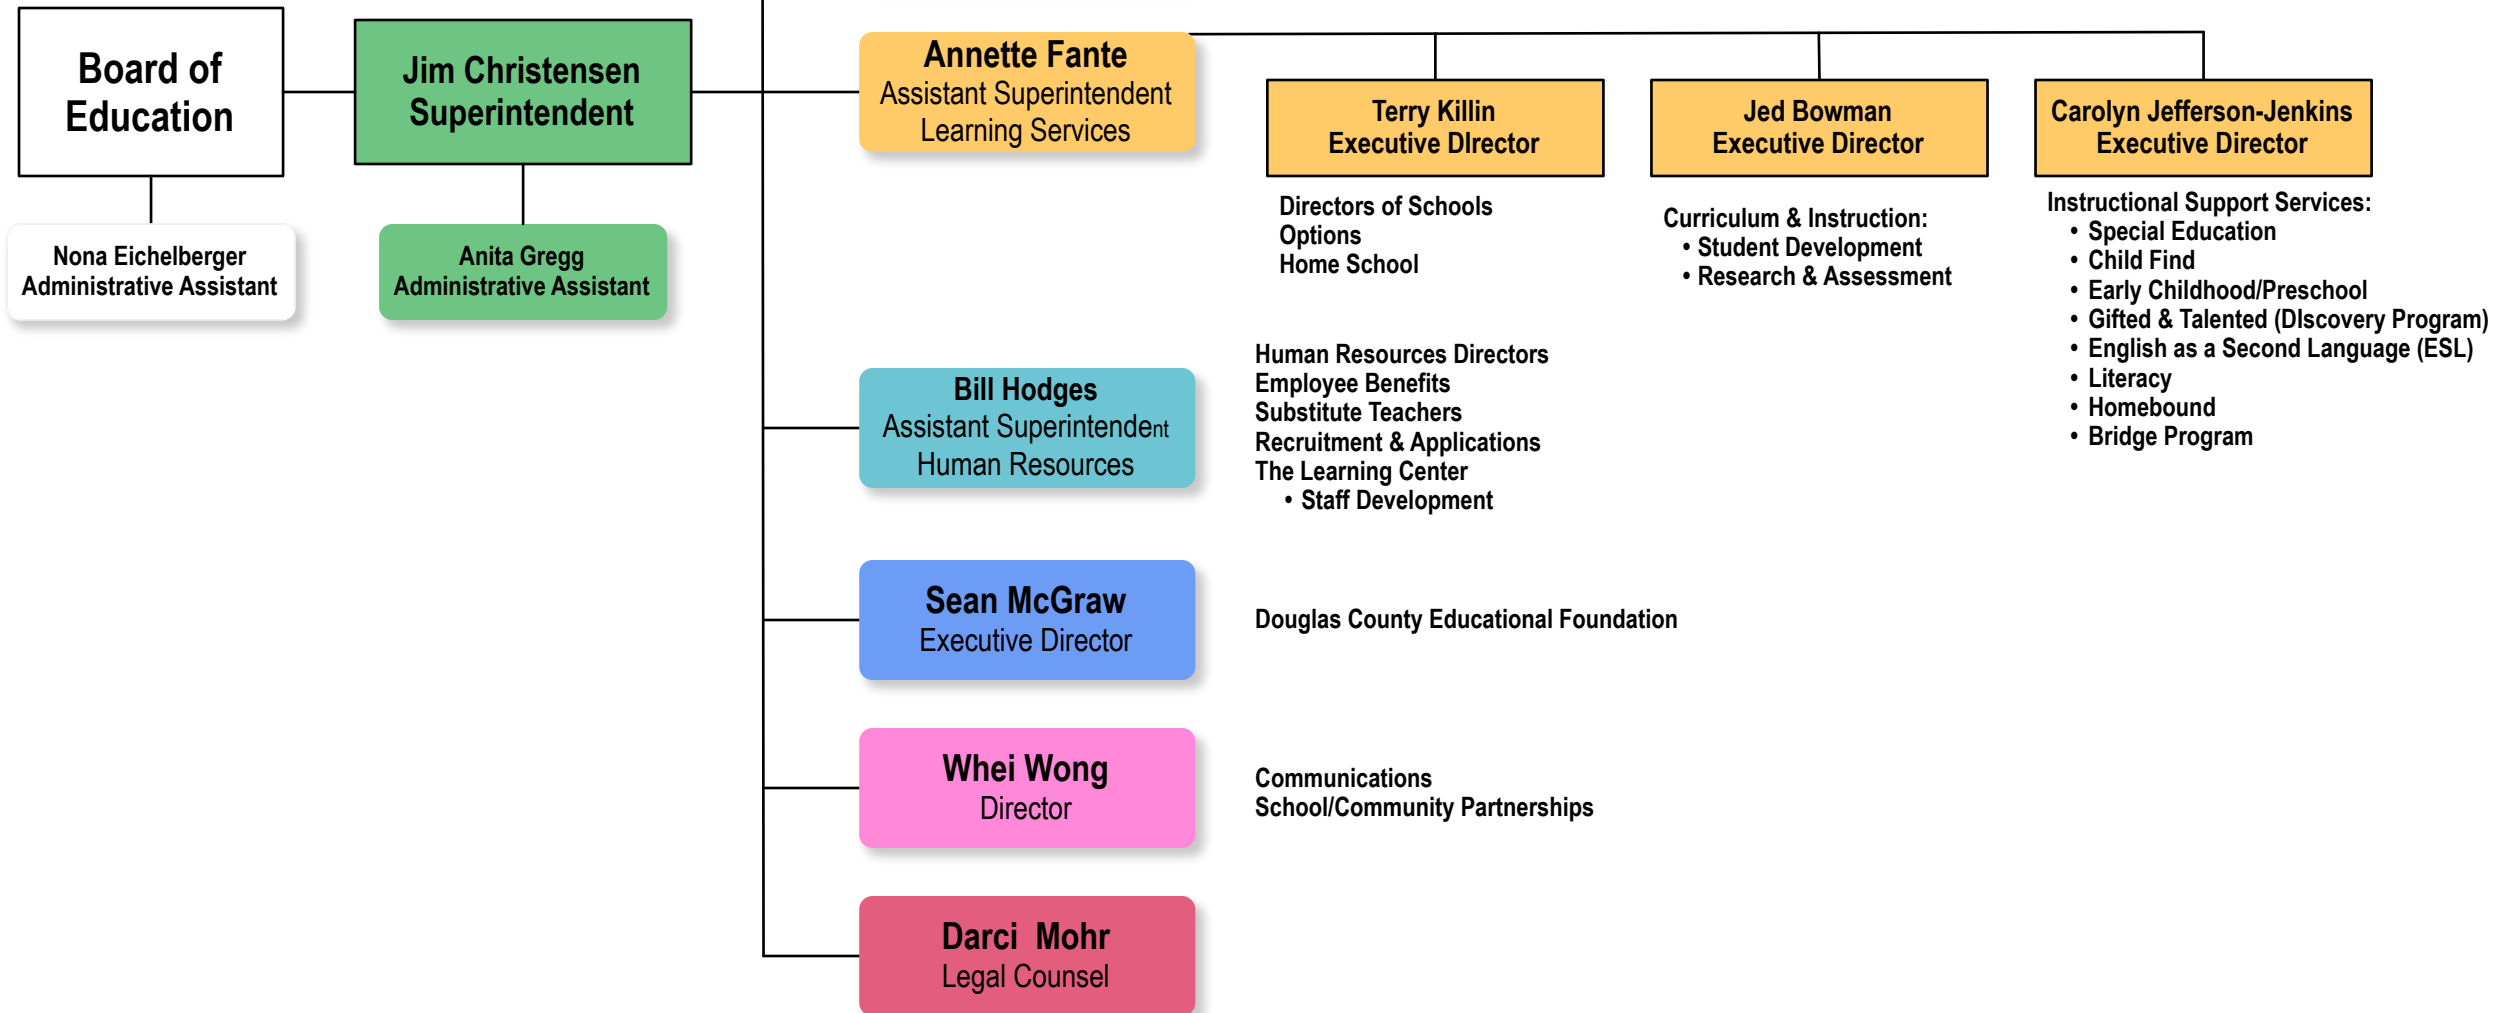 Board of
Education
Jim Christensen
Superintendent
Nona Eichelberger
Administrative Assistant
Anita Gregg
Administrative Assistant
Annette Fante
Assistant Superintendent
Learning Services
Terry Killin
Executive DIrector
Directors of Schools
Options
Home School
Jed Bowman
Executive Director
Curriculum & Instruction:
• Student Development
• Research & Assessment
Carolyn Jefferson-Jenkins
Executive Director
Instructional Support Services:
• Special Education
• Child Find
• Early Childhood/Preschool
• Gifted & Talented (DIscovery Program)
• English as a Second Language (ESL)
• Literacy
• Homebound
• Bridge Program
Bill Hodges
Assistant Superintendent
Human Resources
Human Resources Directors
Employee Benefits
Substitute Teachers
Recruitment & Applications
The Learning Center
• Staff Development
Sean McGraw
Executive Director
Douglas County Educational Foundation
Whei Wong
Director
Communications
School/Community Partnerships
Darci  Mohr
Legal Counsel